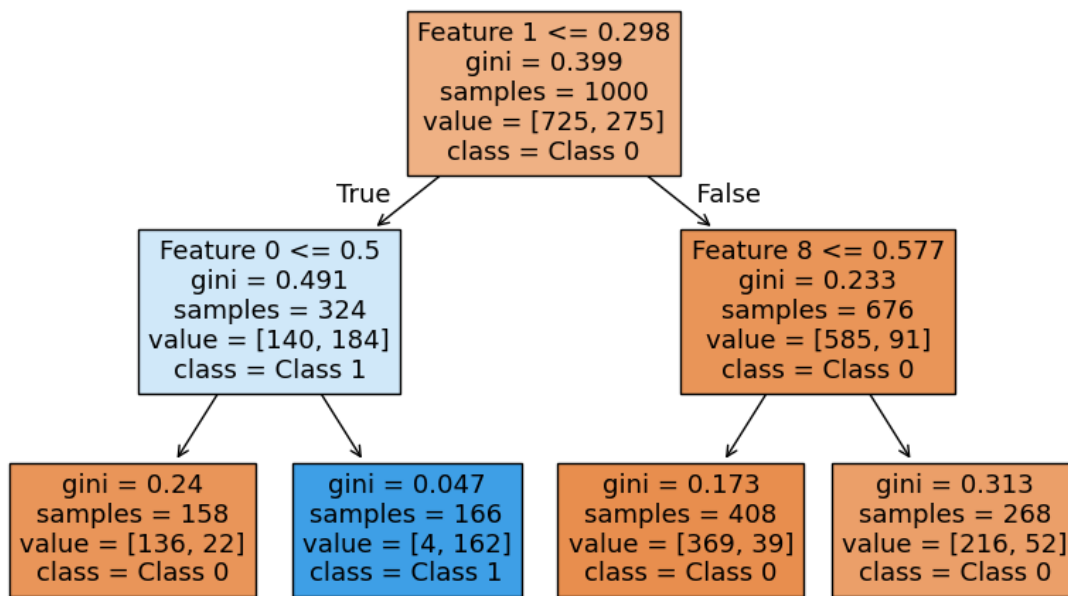 Feature 1 <= 0.298
gini = 0.399
samples = 1000
value = [725, 275]
class = Class 0
True
False
Feature 0 <= 0.5
gini = 0.491
samples = 324
value = [140, 184]
class = Class 1
Feature 8 <= 0.577
gini = 0.233
samples = 676
value = [585, 91]
class = Class 0
gini = 0.24
samples = 158
value = [136, 22]
class = Class 0
gini = 0.047
samples = 166
value = [4, 162]
class = Class 1
gini = 0.173
samples = 408
value = [369, 39]
class = Class 0
gini = 0.313
samples = 268
value = [216, 52]
class = Class 0